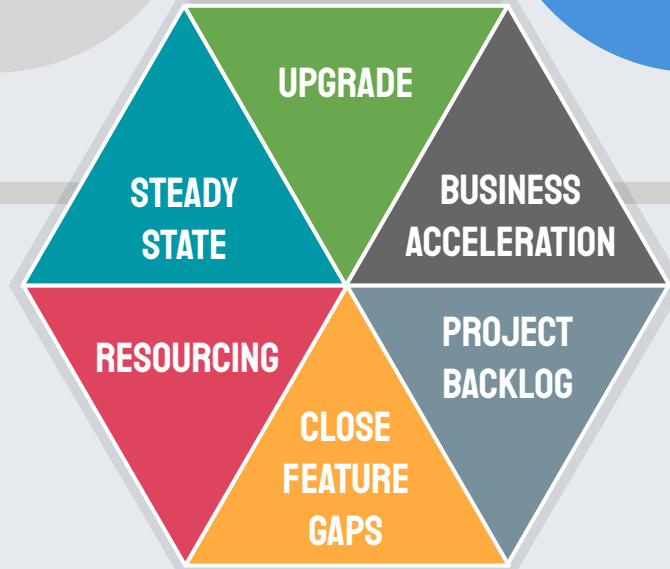 UPGRADE
STEADY
STATE
BUSINESS
ACCELERATION
RESOURCING
PROJECT
BACKLOG
CLOSE
FEATURE
GAPS